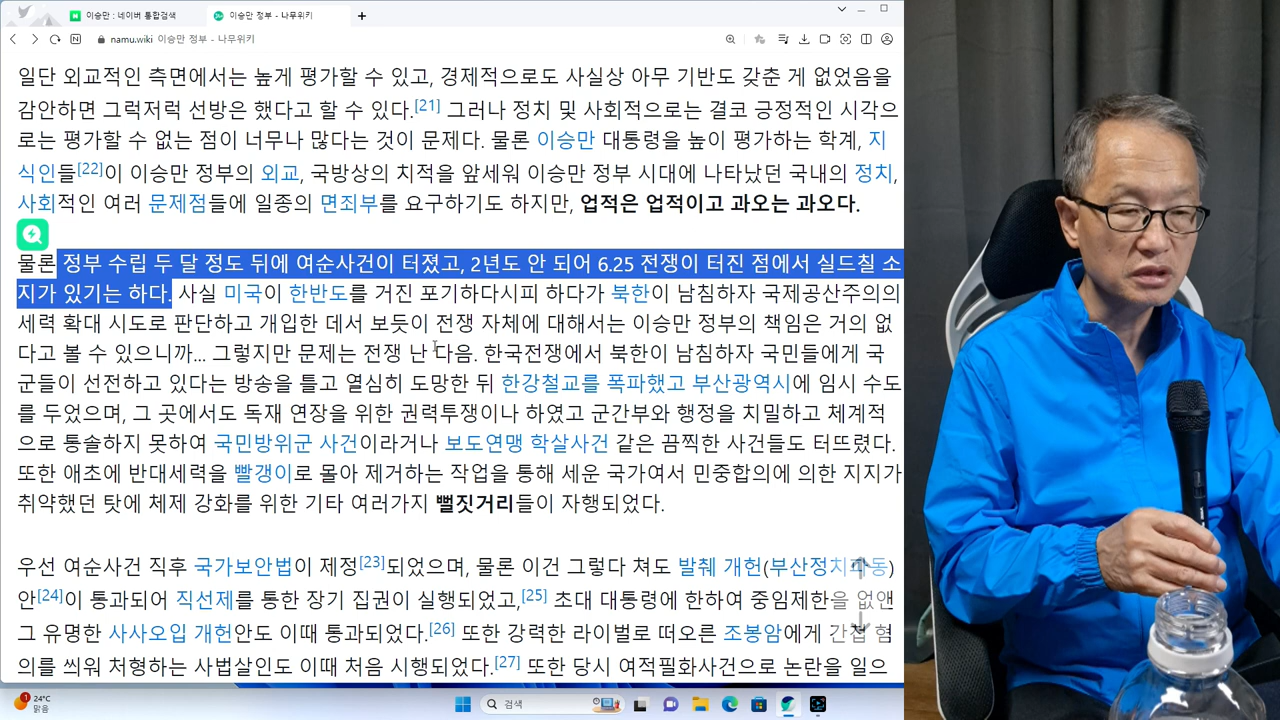 이승만 : 네이버 통합검색
이승만 정부 - 나무위키
namu.wiki 이승만 정부 - 나무위키
일단 외교적인 측면에서는 높게 평가할 수 있고, 경제적으로도 사실상 아무 기반도 갖춘 게 없었음을
감안하면 그럭저럭 선방은 했다고 할 수 있다.[21] 그러나 정치 및 사회적으로는 결코 긍정적인 시각으
로는 평가할 수 없는 점이 너무나 많다는 것이 문제다. 물론 이승만 대통령을 높이 평가하는 학계, 지
식인들[22]이 이승만 정부의 외교, 국방상의 치적을 앞세워 이승만 정부 시대에 나타났던 국내의 정치,
사회적인 여러 문제점들에 일종의 면죄부를 요구하기도 하지만, 업적은 업적이고 과오는 과오다.
물론 정부 수립 두 달 정도 뒤에 여순사건이 터졌고, 2년도 안 되어 6.25 전쟁이 터진 점에서 실드칠 소
지가 있기는 하다. 사실 미국이 한반도를 거진 포기하다시피 하다가 북한이 남침하자 국제공산주의의
세력 확대 시도로 판단하고 개입한 데서 보듯이 전쟁 자체에 대해서는 이승만 정부의 책임은 거의 없
다고 볼 수 있으니까... 그렇지만 문제는 전쟁 난 다음. 한국전쟁에서 북한이 남침하자 국민들에게 국
군들이 선전하고 있다는 방송을 틀고 열심히 도망한 뒤 한강철교를 폭파했고 부산광역시에 임시 수도
를 두었으며, 그 곳에서도 독재 연장을 위한 권력투쟁이나 하였고 군간부와 행정을 치밀하고 체계적
으로 통솔하지 못하여 국민방위군 사건이라거나 보도연맹 학살사건 같은 끔찍한 사건들도 터뜨렸다.
또한 애초에 반대세력을 빨갱이로 몰아 제거하는 작업을 통해 세운 국가여서 민중합의에 의한 지지가
취약했던 탓에 체제 강화를 위한 기타 여러가지 뻘짓거리들이 자행되었다.
우선 여순사건 직후 국가보안법이 제정[23]되었으며, 물론 이건 그렇다 쳐도 발췌 개헌(부산정치파동)
안[24]이 통과되어 직선제를 통한 장기 집권이 실행되었고,[25] 초대 대통령에 한하여 중임제한을 없앤
그 유명한 사사오입 개헌안도 이때 통과되었다.[26] 또한 강력한 라이벌로 떠오른 조봉암에게 간첩 혐
의를 씌워 처형하는 사법살인도 이때 처음 시행되었다.[27] 또한 당시 여적필화사건으로 논란을 일으
1
24°C
맑음
검색